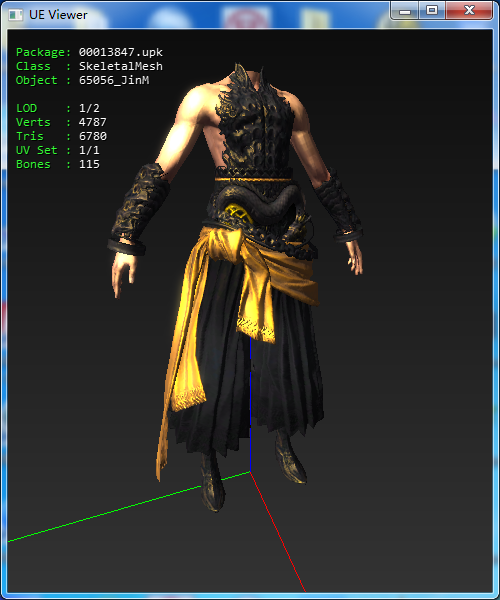 UE Viewer
Package: 00013847.upk
Class  : SkeletalMesh
Object : 65056_JinM
LOD    : 1/2
Verts  : 4787
Tris   : 6780
UV Set : 1/1
Bones  : 115